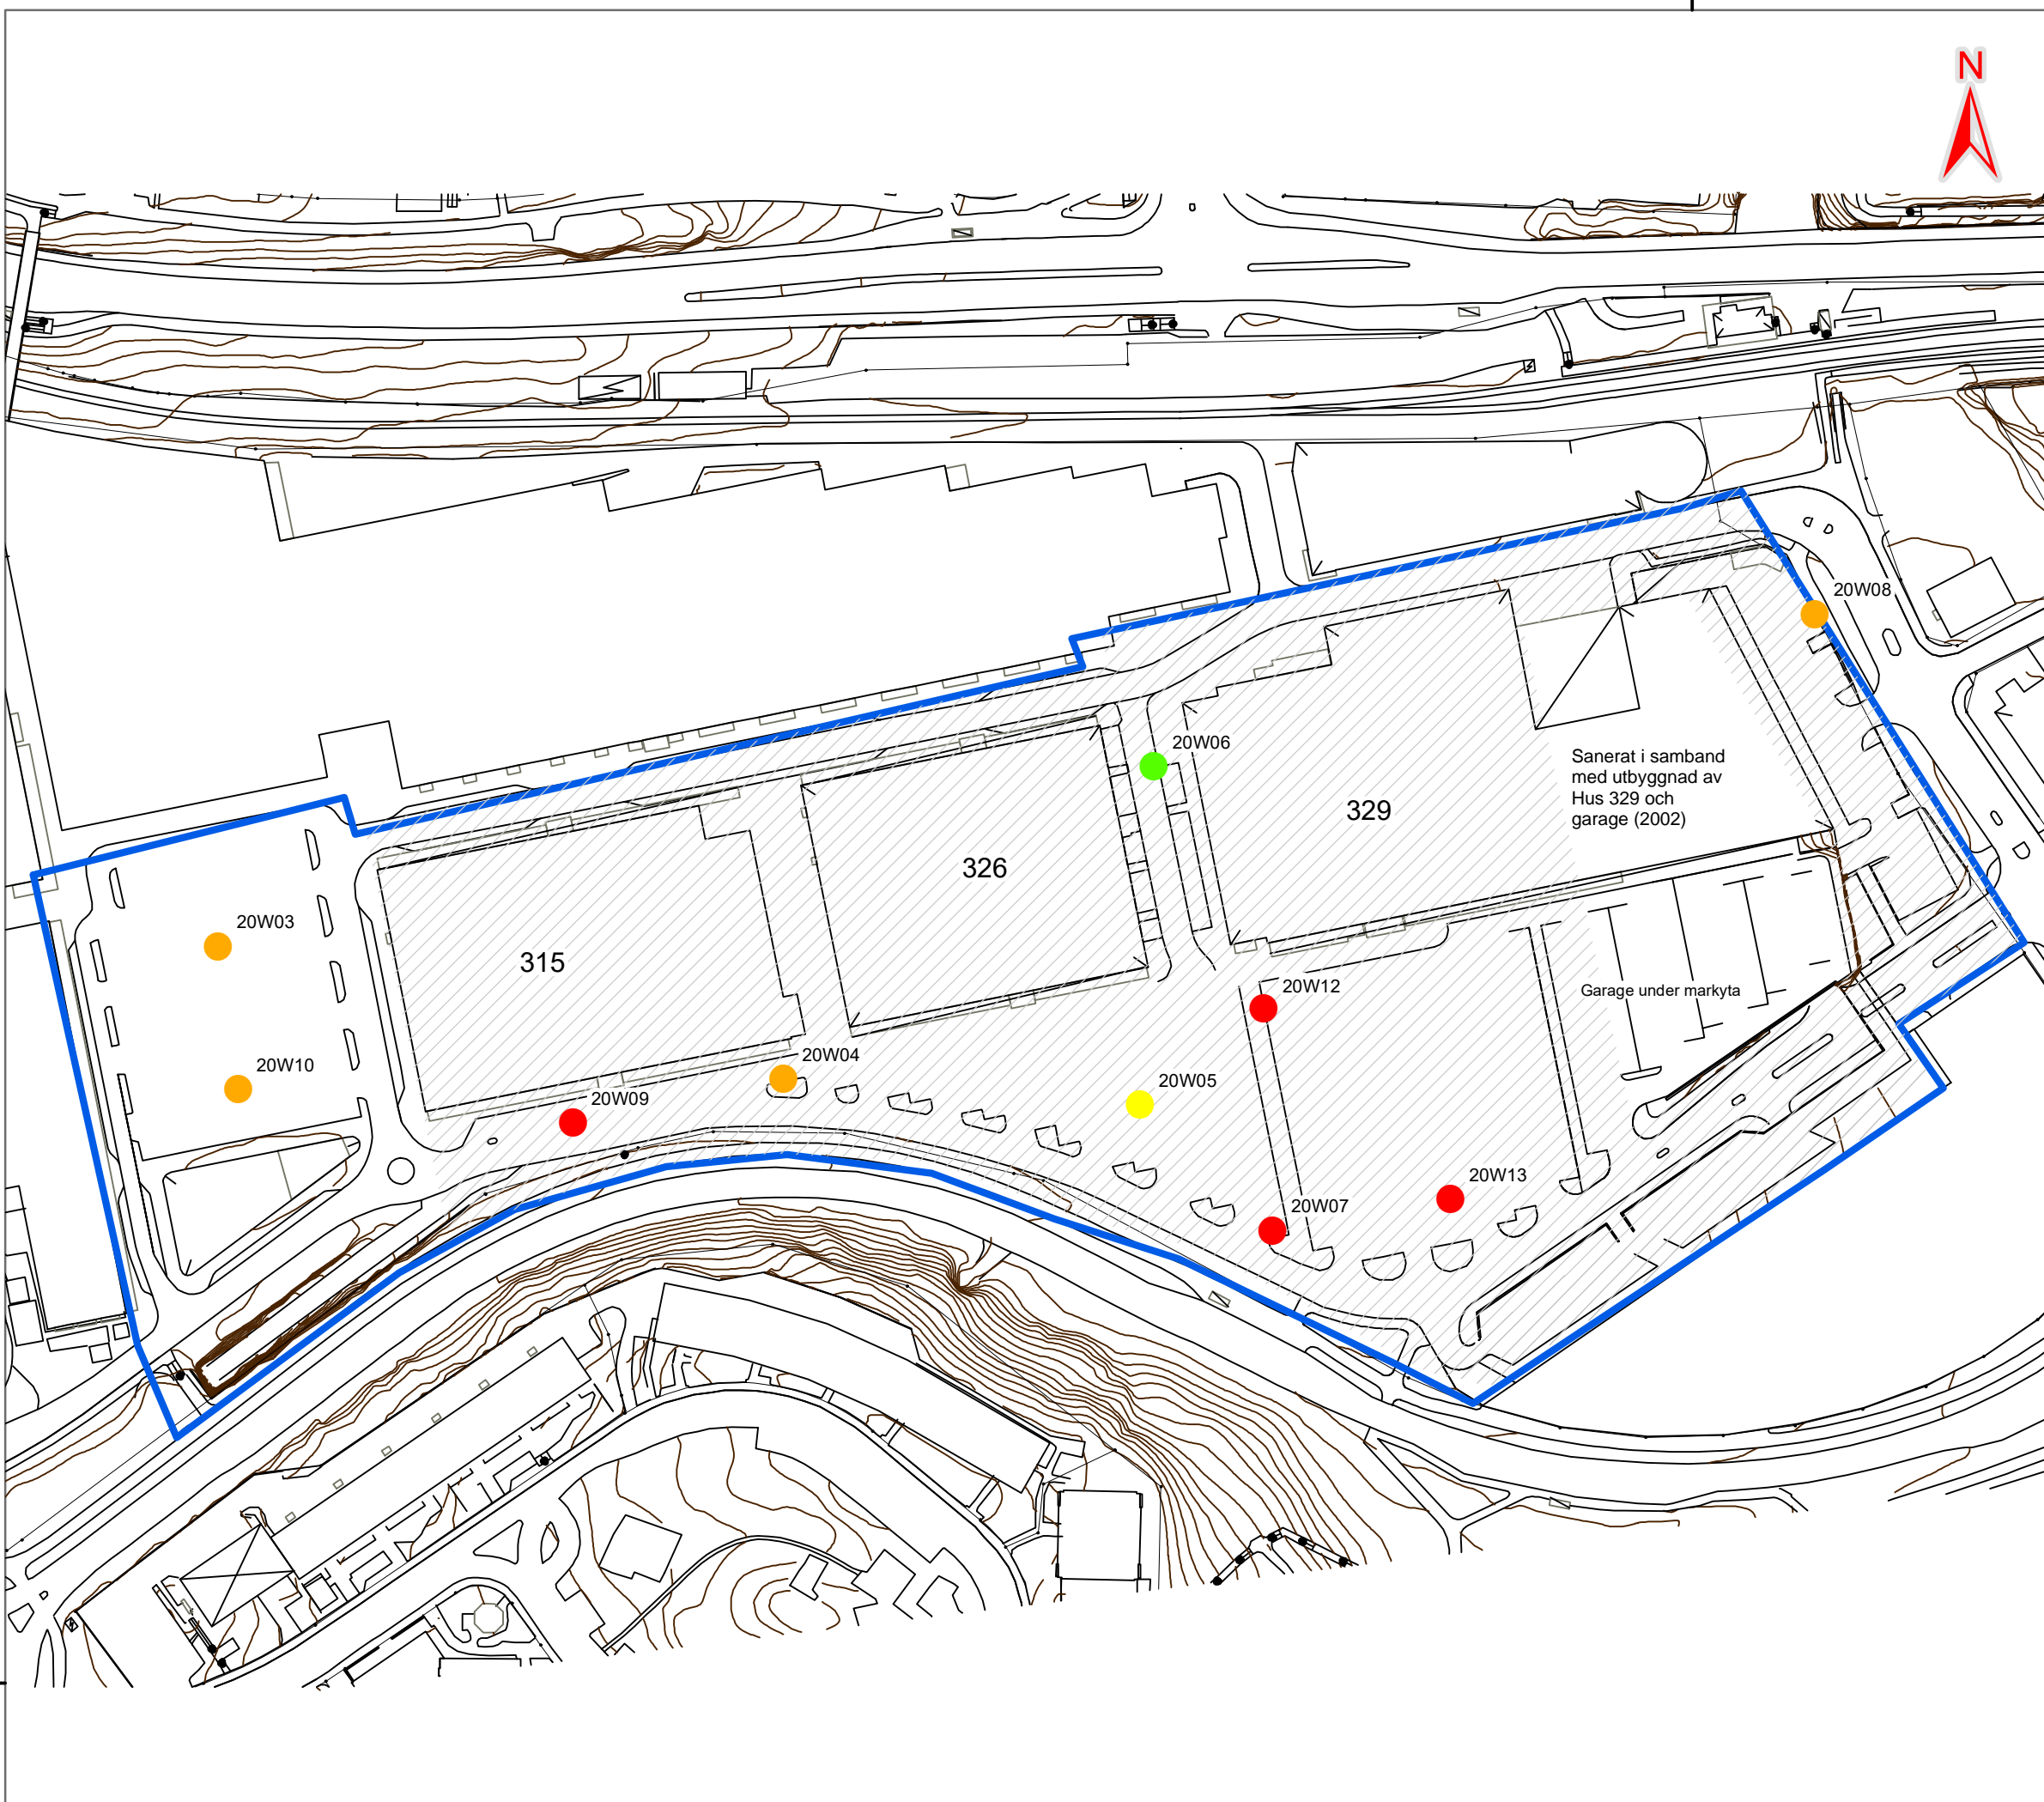 N
20W08
20W06
Sanerat i samband
med utbyggnad av
Hus 329 och
garage (2002)
329
326
20W03
315
20W12
Garage under markyta
20W04
20W10
20W05
20W09
20W13
20W07